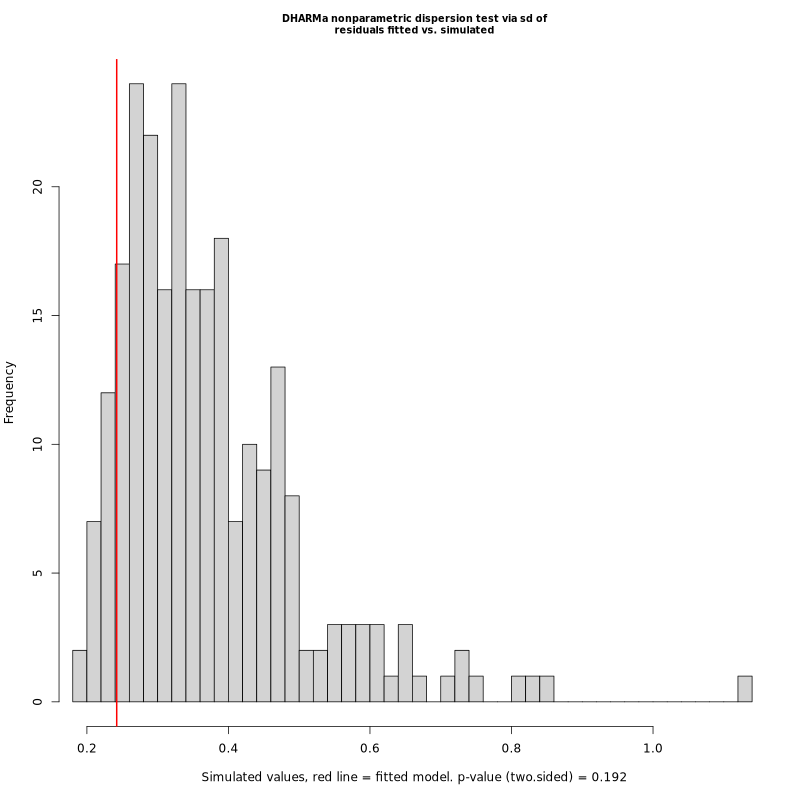 DHARMa nonparametric dispersion test via sd of
residuals fitted vs. simulated
Frequency
20
15
10
5
0
0.2 0.4 0.6 0.8 1.0
Simulated values, red line = fitted model. p-value (two.sided) = 0.192